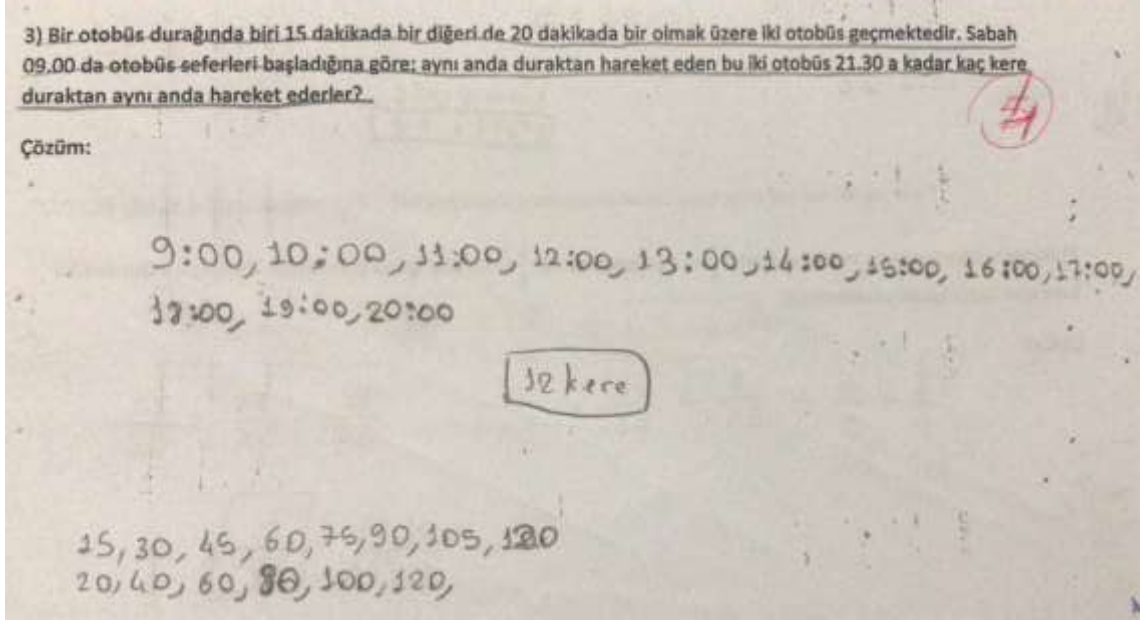 3) Bir otobüs durağında biri 15 dakikada bir diğeri de 20 dakikada bir olmak üzere iki otobüs geçmektedir. Sabah
09.00 da otobüs seferleri başladığına göre; aynı anda duraktan hareket eden bu iki otobüs 21.30 a kadar kaç kere
duraktan aynı anda hareket ederler?
Çözüm:
9:00, 10:00, 11:00, 12:00, 13:00, 14:00, 15:00, 16:00, 17:00,
18:00, 19:00, 20:00
12 kere
15, 30, 45, 60, 75, 90, 105, 120
20, 40, 60, 80, 100, 120,